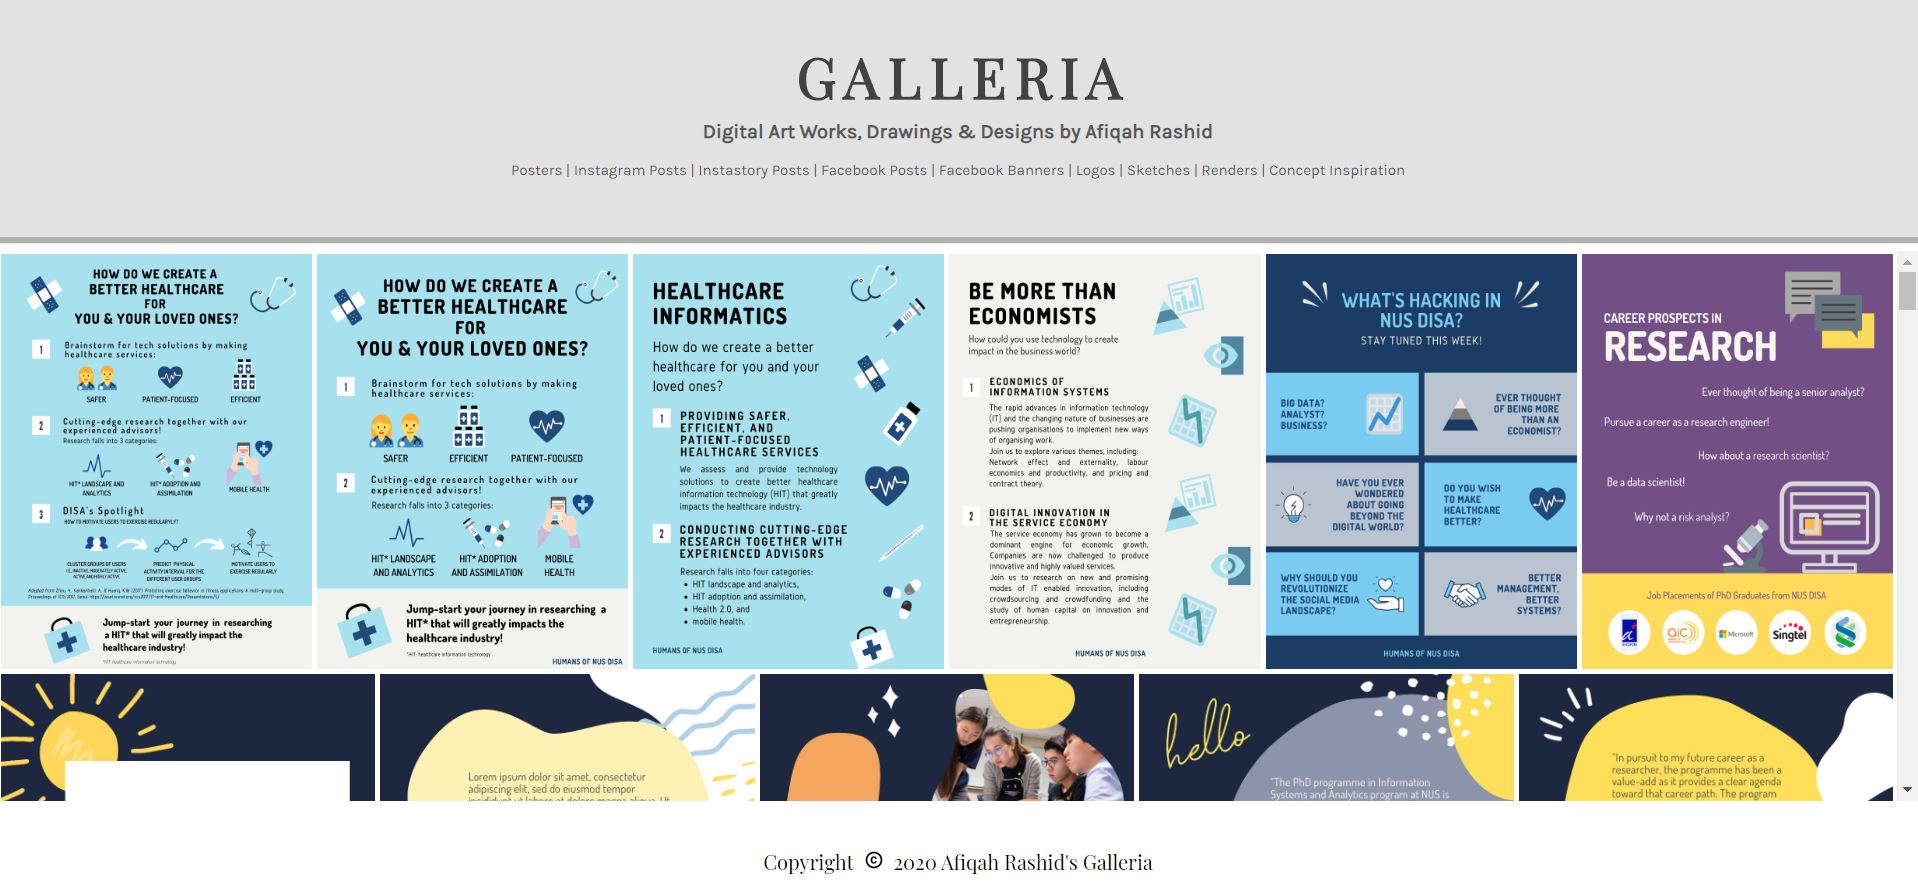 GALLERIA
Digital Art Works, Drawings & Designs by Afiqah Rashid
Posters | Instagram Posts | Instastory Posts | Facebook Posts | Facebook Banners | Logos | Sketches | Renders | Concept Inspiration
HOW DO WE CREATE A
BETTER HEALTHCARE
FOR
YOU & YOUR LOVED ONES?
1
Brainstorm for tech solutions by making
healthcare services:
SAFER
PATIENT-FOCUSED
EFFICIENT
2
Cutting-edge research together with our
experienced advisors!
Research falls into 3 categories:
HIT* LANDSCAPE AND
ANALYTICS
HIT* ADOPTION AND
ASSIMILATION
MOBILE HEALTH
3
DISA's Spotlight
HOW TO MOTIVATE USERS TO EXERCISE REGULARLY?
CLUSTER GROUPS OF USERS
PREDICT PHYSICAL
ACTIVITY INTERVAL FOR THE
DIFFERENT USER GROUPS
MOTIVATE USERS TO
EXERCISE REGULARLY
Jump-start your journey in researching
a HIT* that will greatly impact the
healthcare industry!
*HIT: healthcare information technology
HOW DO WE CREATE A
BETTER HEALTHCARE
FOR
YOU & YOUR LOVED ONES?
1
Brainstorm for tech solutions by making
healthcare services:
SAFER
EFFICIENT
PATIENT-FOCUSED
2
Cutting-edge research together with our
experienced advisors!
Research falls into 3 categories:
HIT* LANDSCAPE
AND ANALYTICS
HIT* ADOPTION
AND ASSIMILATION
MOBILE
HEALTH
Jump-start your journey in researching a
HIT* that will greatly impacts the
healthcare industry!
*HIT: healthcare information technology
HUMANS OF NUS DISA
HEALTHCARE
INFORMATICS
How do we create a better
healthcare for you and your
loved ones?
1
PROVIDING SAFER,
EFFICIENT, AND
PATIENT-FOCUSED
HEALTHCARE SERVICES
We assess and provide technology
solutions to create better healthcare
information technology (HIT) that greatly
impacts the healthcare industry.
2
CONDUCTING CUTTING-EDGE
RESEARCH TOGETHER WITH
EXPERIENCED ADVISORS
Research falls into four categories:
• HIT landscape and analytics,
• HIT adoption and assimilation,
• Health 2.0, and
• mobile health.
HUMANS OF NUS DISA
BE MORE THAN
ECONOMISTS
How could you use technology to create
impact in the business world?
1
ECONOMICS OF
INFORMATION SYSTEMS
The rapid advances in information technology
(IT) and the changing nature of businesses are
pushing organisations to implement new ways
of organising work.
Join us to explore various themes, including:
Network effect and externality, labour
economics and productivity, and pricing and
contract theory.
2
DIGITAL INNOVATION IN
THE SERVICE ECONOMY
The service economy has grown to become a
dominant engine for economic growth.
Companies are now challenged to produce
innovative and highly valued services.
Join us to research on new and promising
modes of IT enabled innovation, including
crowdsourcing and crowdfunding and the
study of human capital on innovation and
entrepreneurship.
HUMANS OF NUS DISA
WHAT'S HACKING IN
NUS DISA?
STAY TUNED THIS WEEK!
BIG DATA?
ANALYST?
BUSINESS?
EVER THOUGHT
OF BEING MORE
THAN AN
ECONOMIST?
HAVE YOU EVER
WONDERED
ABOUT GOING
BEYOND THE
DIGITAL WORLD?
DO YOU WISH
TO MAKE
HEALTHCARE
BETTER?
WHY SHOULD YOU
REVOLUTIONIZE
THE SOCIAL MEDIA
LANDSCAPE?
BETTER
MANAGEMENT,
BETTER
SYSTEMS?
HUMANS OF NUS DISA
CAREER PROSPECTS IN
RESEARCH
Ever thought of being a senior analyst?
Pursue a career as a research engineer!
How about a research scientist?
Be a data scientist!
Why not a risk analyst?
Job Placements of PhD Graduates from NUS DISA
aic
Microsoft
Singtel
Lorem ipsum dolor sit amet, consectetur
adipiscing elit, sed do eiusmod tempor
incididunt ut labore et dolore magna aliqua. Ut
hello
"The PhD programme in Information
Systems and Analytics program at NUS is
"In pursuit to my future career as a
researcher, the programme has been a
value-add as it provides a clear agenda
toward that career path. The program
Copyright © 2020 Afiqah Rashid's Galleria